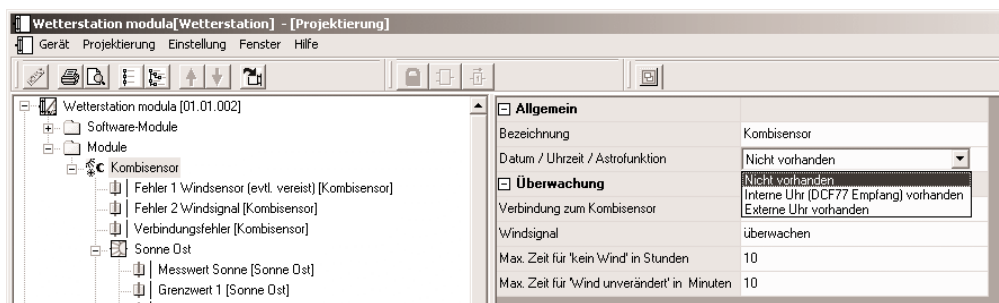 Wetterstation modula[Wetterstation] - [Projektierung]
Gerät Projektierung Einstellung Fenster Hilfe
Wetterstation modula [01.01.002]
Software-Module
Module
C Kombisensor
Fehler 1 Windsensor (evtl. vereist) [Kombisensor]
Fehler 2 Windsignal [Kombisensor]
Verbindungsfehler [Kombisensor]
Sonne Ost
Messwert Sonne [Sonne Ost]
Grenzwert 1 [Sonne Ost]
Allgemein
Bezeichnung Kombisensor
Datum / Uhrzeit / Astrofunktion Nicht vorhanden
Nicht vorhanden
Interne Uhr (DCF77 Empfang) vorhanden
Externe Uhr vorhanden
Überwachung
Verbindung zum Kombisensor
Windsignal überwachen
Max. Zeit für 'kein Wind' in Stunden 10
Max. Zeit für 'Wind unverändert' in Minuten 10